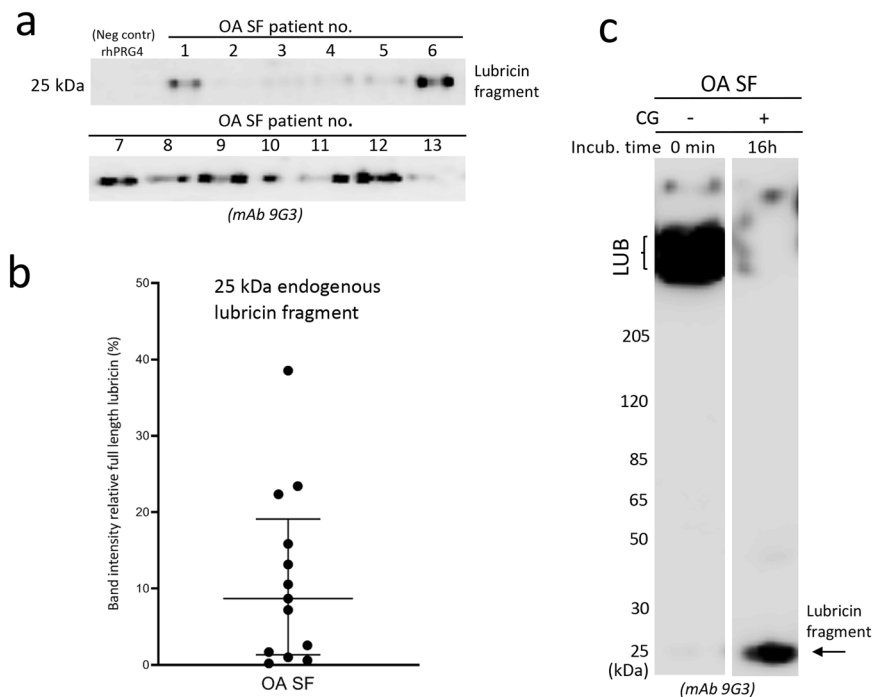 a
OA SF patient no.
(Neg contr)
rhPRG4
1 2 3 4 5 6
25 kDa
Lubricin
fragment
OA SF patient no.
7 8 9 10 11 12 13
(mAb 9G3)
b
25 kDa endogenous
lubricin fragment
Band intensity relative full length lubricin (%)
50
40
30
20
10
0
OA SF
c
OA SF
CG - +
Incub. time 0 min 16h
LUB
205
120
85
65
50
30
25
(kDa)
Lubricin
fragment
(mAb 9G3)